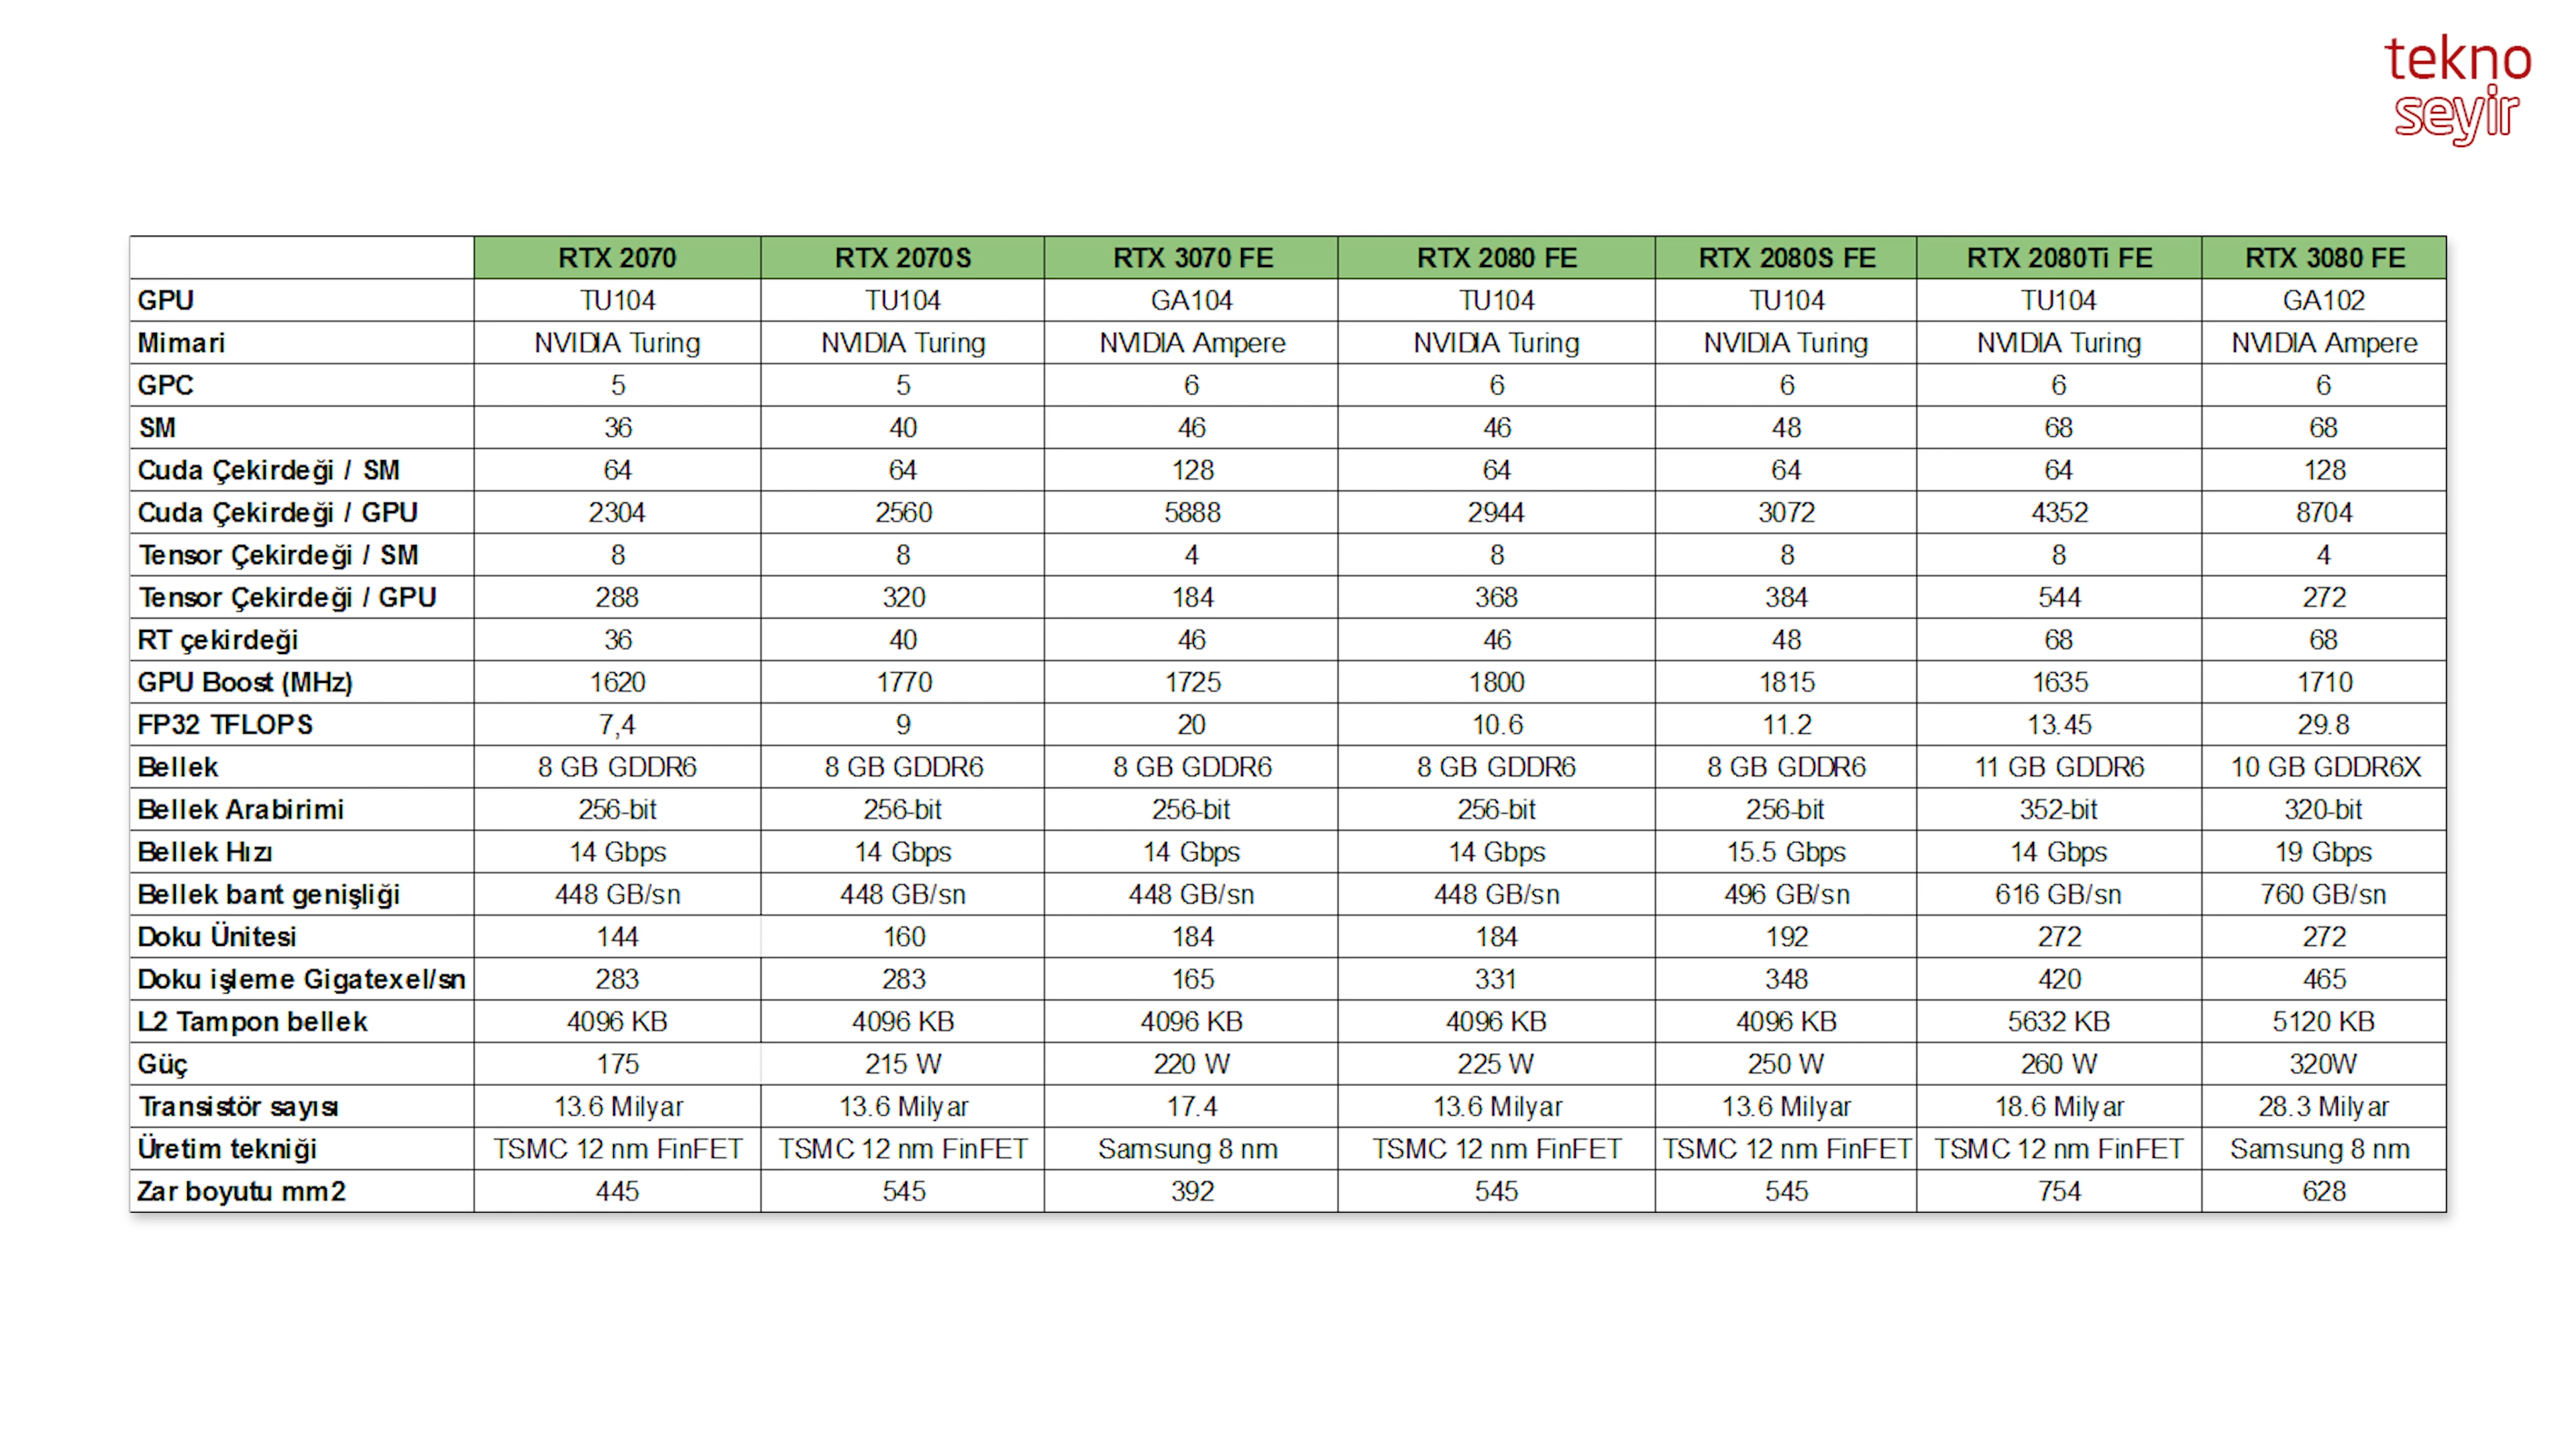 tekno
seyir
RTX 2070 RTX 2070S RTX 3070 FE RTX 2080 FE RTX 2080S FE RTX 2080Ti FE RTX 3080 FE
GPU TU104 TU104 GA104 TU104 TU104 TU104 GA102
Mimari NVIDIA Turing NVIDIA Turing NVIDIA Ampere NVIDIA Turing NVIDIA Turing NVIDIA Turing NVIDIA Ampere
GPC 5 5 6 6 6 6 6
SM 36 40 46 46 48 68 68
Cuda Çekirdeği / SM 64 64 128 64 64 64 128
Cuda Çekirdeği / GPU 2304 2560 5888 2944 3072 4352 8704
Tensor Çekirdeği / SM 8 8 4 8 8 8 4
Tensor Çekirdeği / GPU 288 320 184 368 384 544 272
RT çekirdeği 36 40 46 46 48 68 68
GPU Boost (MHz) 1620 1770 1725 1800 1815 1635 1710
FP32 TFLOPS 7,4 9 20 10.6 11.2 13.45 29.8
Bellek 8 GB GDDR6 8 GB GDDR6 8 GB GDDR6 8 GB GDDR6 8 GB GDDR6 11 GB GDDR6 10 GB GDDR6X
Bellek Arabirimi 256-bit 256-bit 256-bit 256-bit 256-bit 352-bit 320-bit
Bellek Hızı 14 Gbps 14 Gbps 14 Gbps 14 Gbps 15.5 Gbps 14 Gbps 19 Gbps
Bellek bant genişliği 448 GB/sn 448 GB/sn 448 GB/sn 448 GB/sn 496 GB/sn 616 GB/sn 760 GB/sn
Doku Ünitesi 144 160 184 184 192 272 272
Doku işleme Gigatexel/sn 283 283 165 331 348 420 465
L2 Tampon bellek 4096 KB 4096 KB 4096 KB 4096 KB 4096 KB 5632 KB 5120 KB
Güç 175 215 W 220 W 225 W 250 W 260 W 320W
Transistör sayısı 13.6 Milyar 13.6 Milyar 17.4 13.6 Milyar 13.6 Milyar 18.6 Milyar 28.3 Milyar
Üretim tekniği TSMC 12 nm FinFET TSMC 12 nm FinFET Samsung 8 nm TSMC 12 nm FinFET TSMC 12 nm FinFET TSMC 12 nm FinFET Samsung 8 nm
Zar boyutu mm2 445 545 392 545 545 754 628